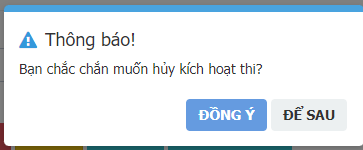 Thông báo!
Bạn chắc chắn muốn hủy kích hoạt thi?
ĐỒNG Ý ĐỂ SAU